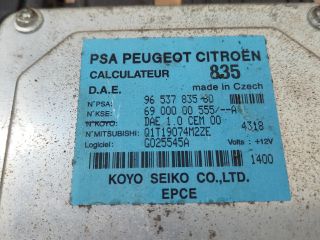 PSA PEUGEOT CITROËN
CALCULATEUR 835
D.A.E. made in Czech
N°PSA: 96 537 835 80
N°KSE: 69 000 00 555/--A
N°KOYO: DAE 1.0 CEM 00 4318
N°MITSUBISHI: Q1T19074M2ZE
Logiciel: G025545A Volts : +12V
1400
KOYO SEIKO CO.,LTD.
EPCE